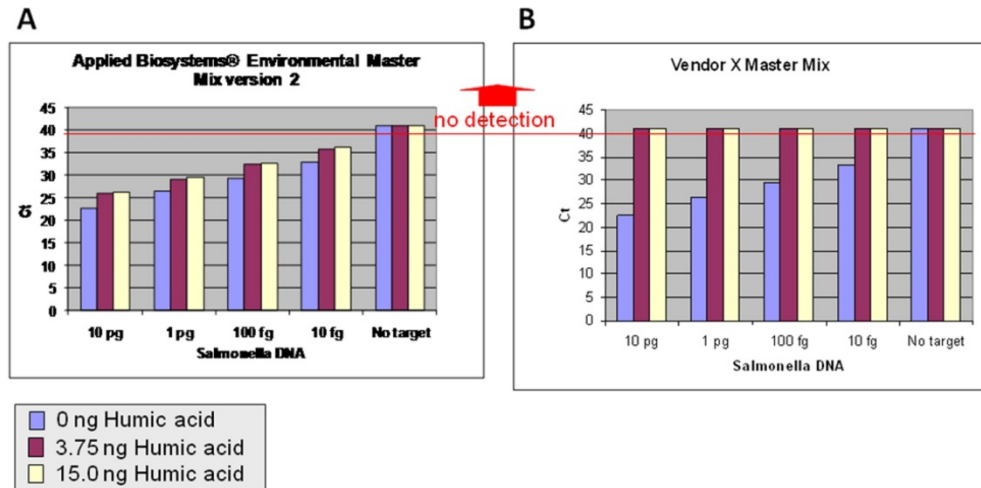 A
Applied Biosystems® Environmental Master
Mix version 2
45
40
35
30
25
20
15
10
5
0
Ct
10 pg
1 pg
100 fg
10 fg
No target
Salmonella DNA
no detection
B
Vendor X Master Mix
45
40
35
30
25
20
15
10
5
0
Ct
10 pg
1 pg
100 fg
10 fg
No target
Salmonella DNA
0 ng Humic acid
3.75 ng Humic acid
15.0 ng Humic acid